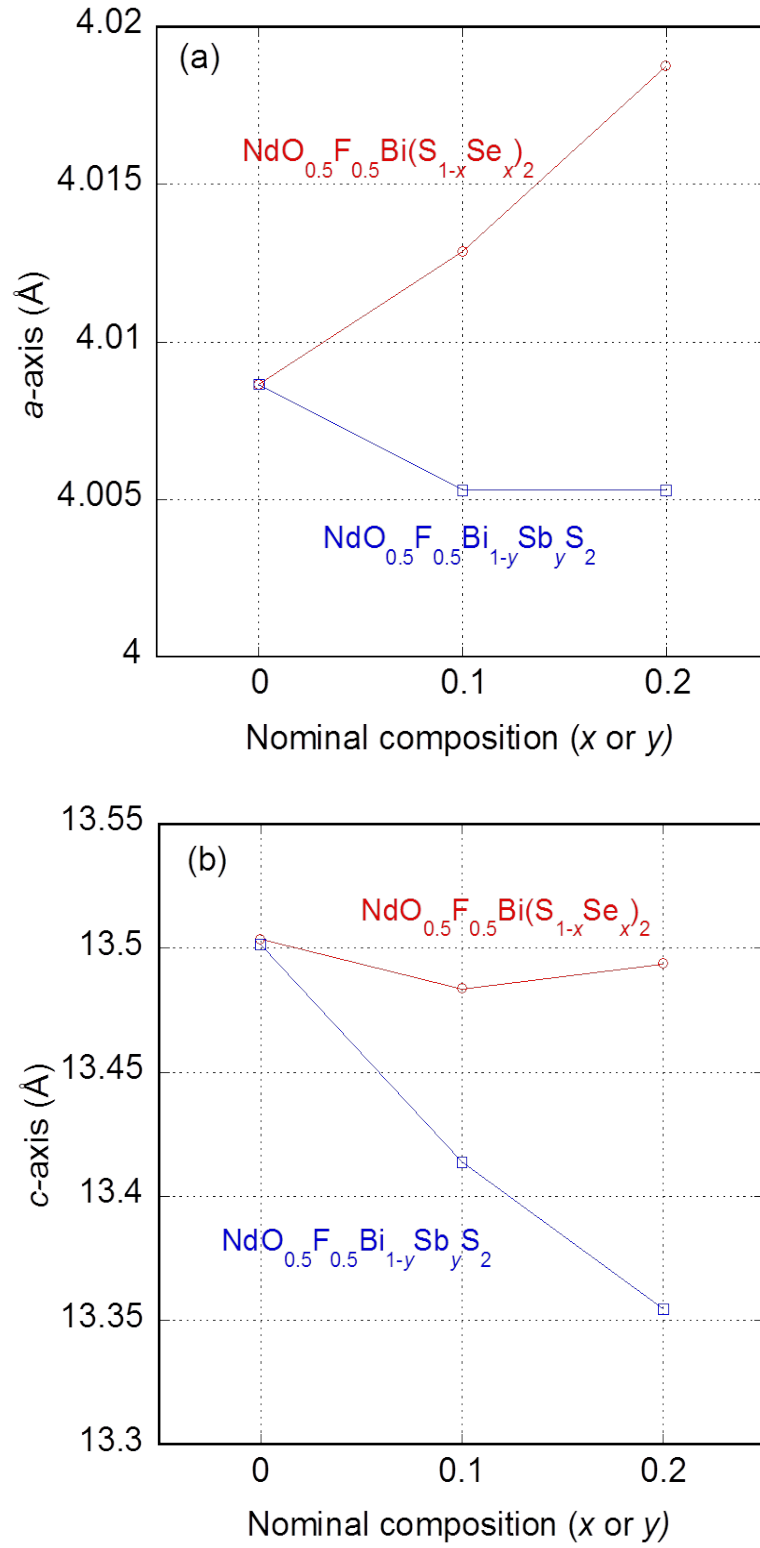 4.02
(a)
NdO0.5F0.5Bi(S1-xSex)2
4.015
4.01
a-axis (Å)
4.005
NdO0.5F0.5Bi1-ySbyS2
4
0 0.1 0.2
Nominal composition (x or y)
13.55
(b)
NdO0.5F0.5Bi(S1-xSex)2
13.5
13.45
c-axis (Å)
13.4
NdO0.5F0.5Bi1-ySbyS2
13.35
13.3
0 0.1 0.2
Nominal composition (x or y)